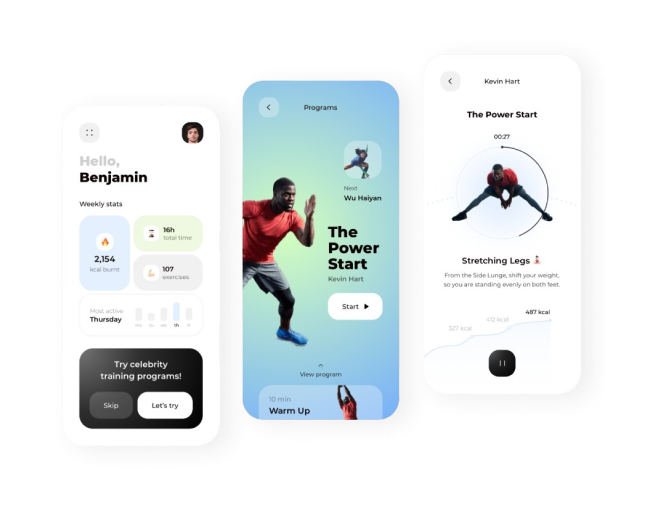 Hello,
Benjamin
Weekly stats
2,154
kcal burnt
16h
total time
107
exercises
Most active
Thursday
th
Try celebrity
training programs!
Skip
Let's try
Programs
Next
Wu Haiyan
The
Power
Start
Kevin Hart
Start
View program
10 min
Warm Up
Kevin Hart
The Power Start
00:27
Stretching Legs
From the Side Lunge, shift your weight,
so you are standing evenly on both feet.
327 kcal
412 kcal
487 kcal